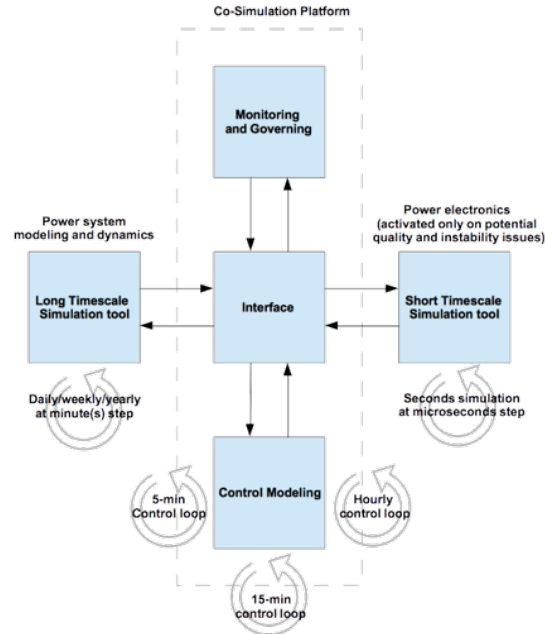 Co-Simulation Platform
Monitoring
and Governing
Power system
modeling and dynamics
Power electronics
(activated only on potential
quality and instability issues)
Long Timescale
Simulation tool
Interface
Short Timescale
Simulation tool
Daily/weekly/yearly
at minute(s) step
Seconds simulation
at microseconds step
5-min
Control loop
Control Modeling
Hourly
control loop
15-min
control loop